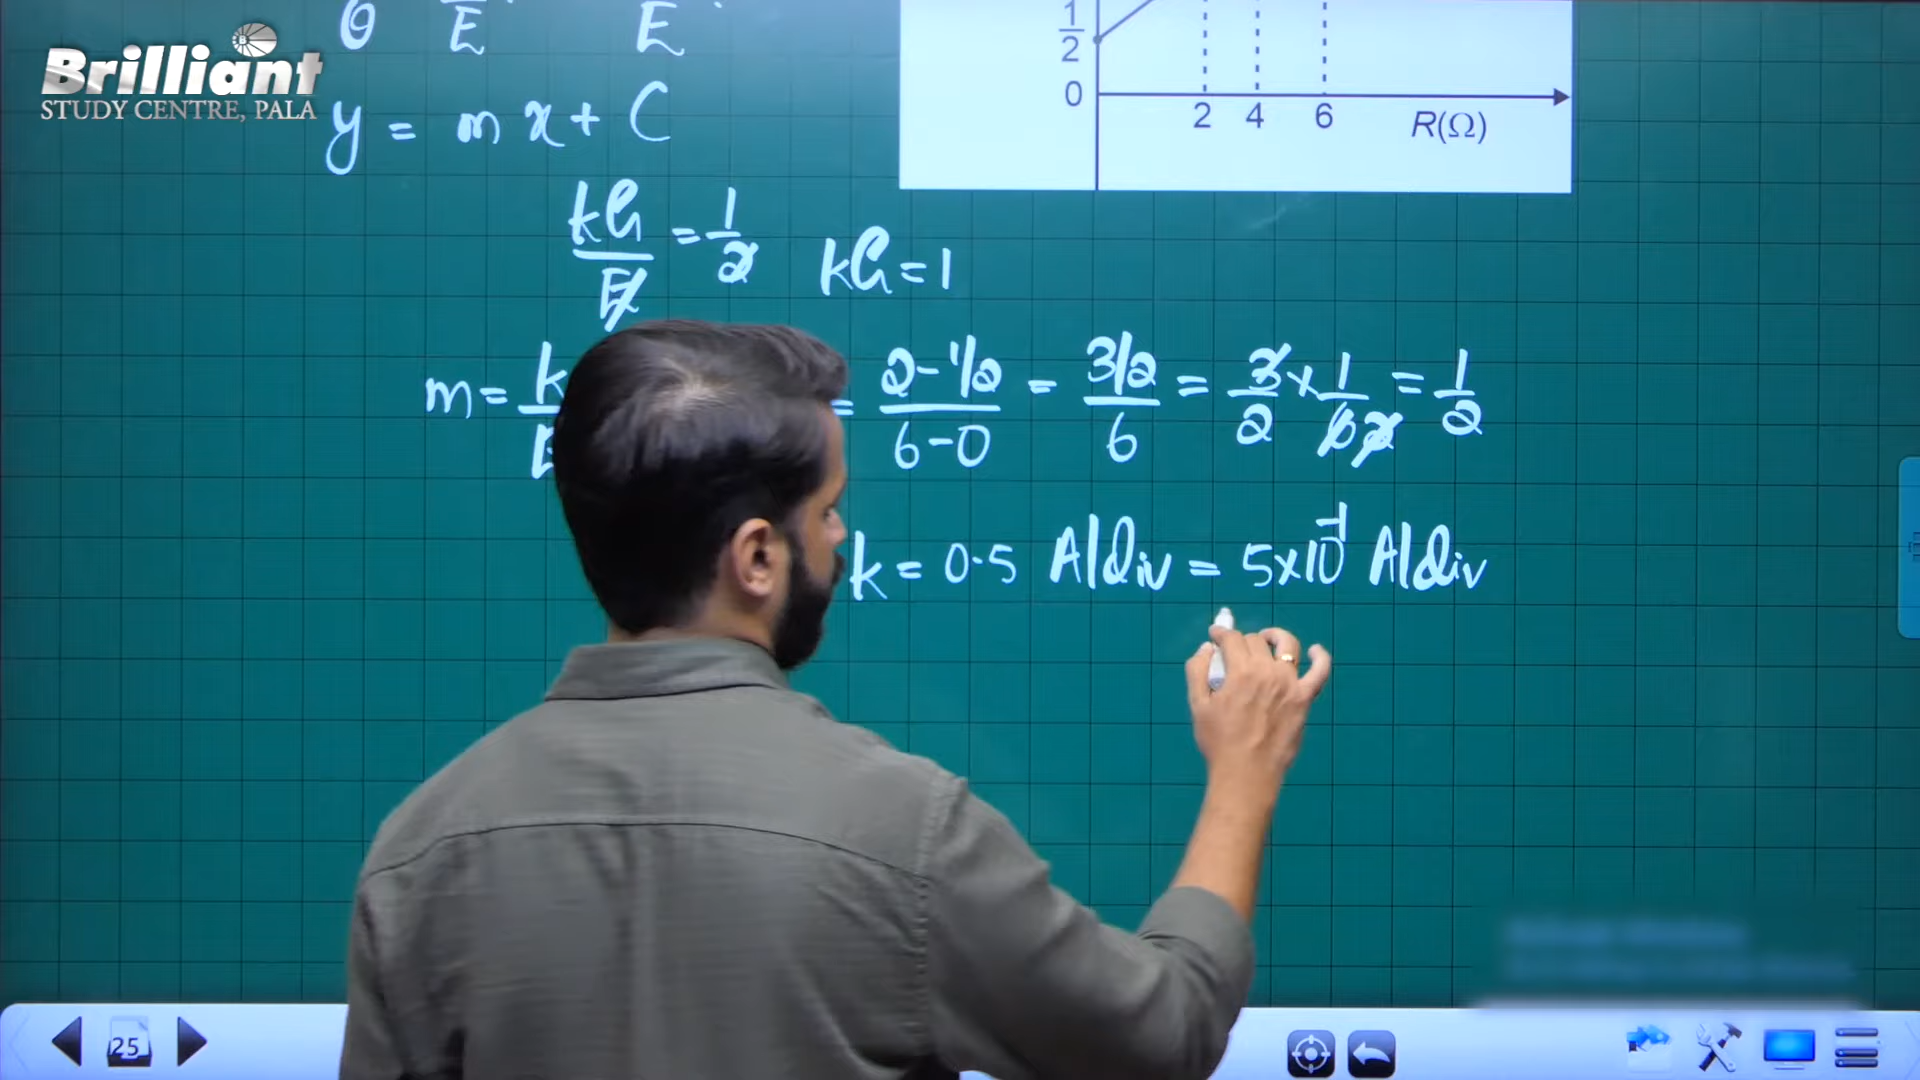 Brilliant
STUDY CENTRE, PALA
θ E E
y = m x + C
1/2
0
2 4 6 R(Ω)
kG/E = 1/2 kG = 1
m = k = 2-1/2 / 6-0 = 3/2 / 6 = 3/2 × 1/6 2 = 1/2
k = 0.5 A/div = 5×10⁻¹ A/div
25